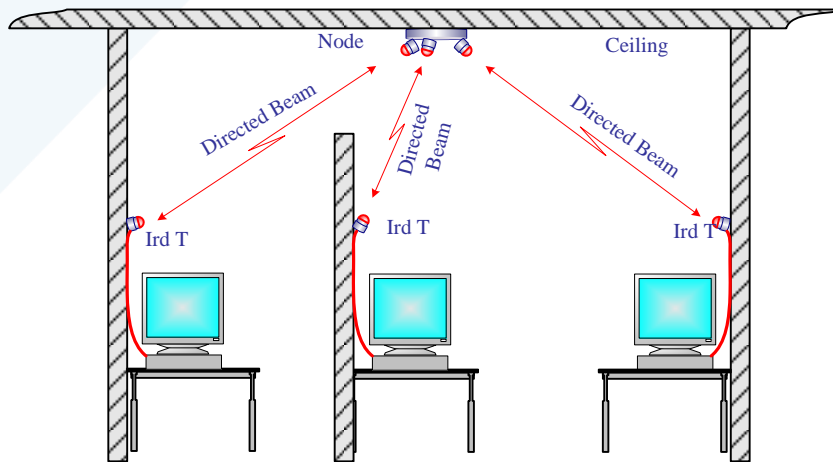 Node
Ceiling
Directed Beam
Directed
Beam
Directed Beam
Ird T
Ird T
Ird T